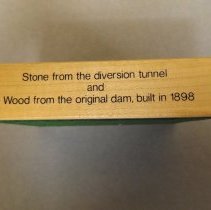 Stone from the diversion tunnel
and
Wood from the original dam, built in 1898